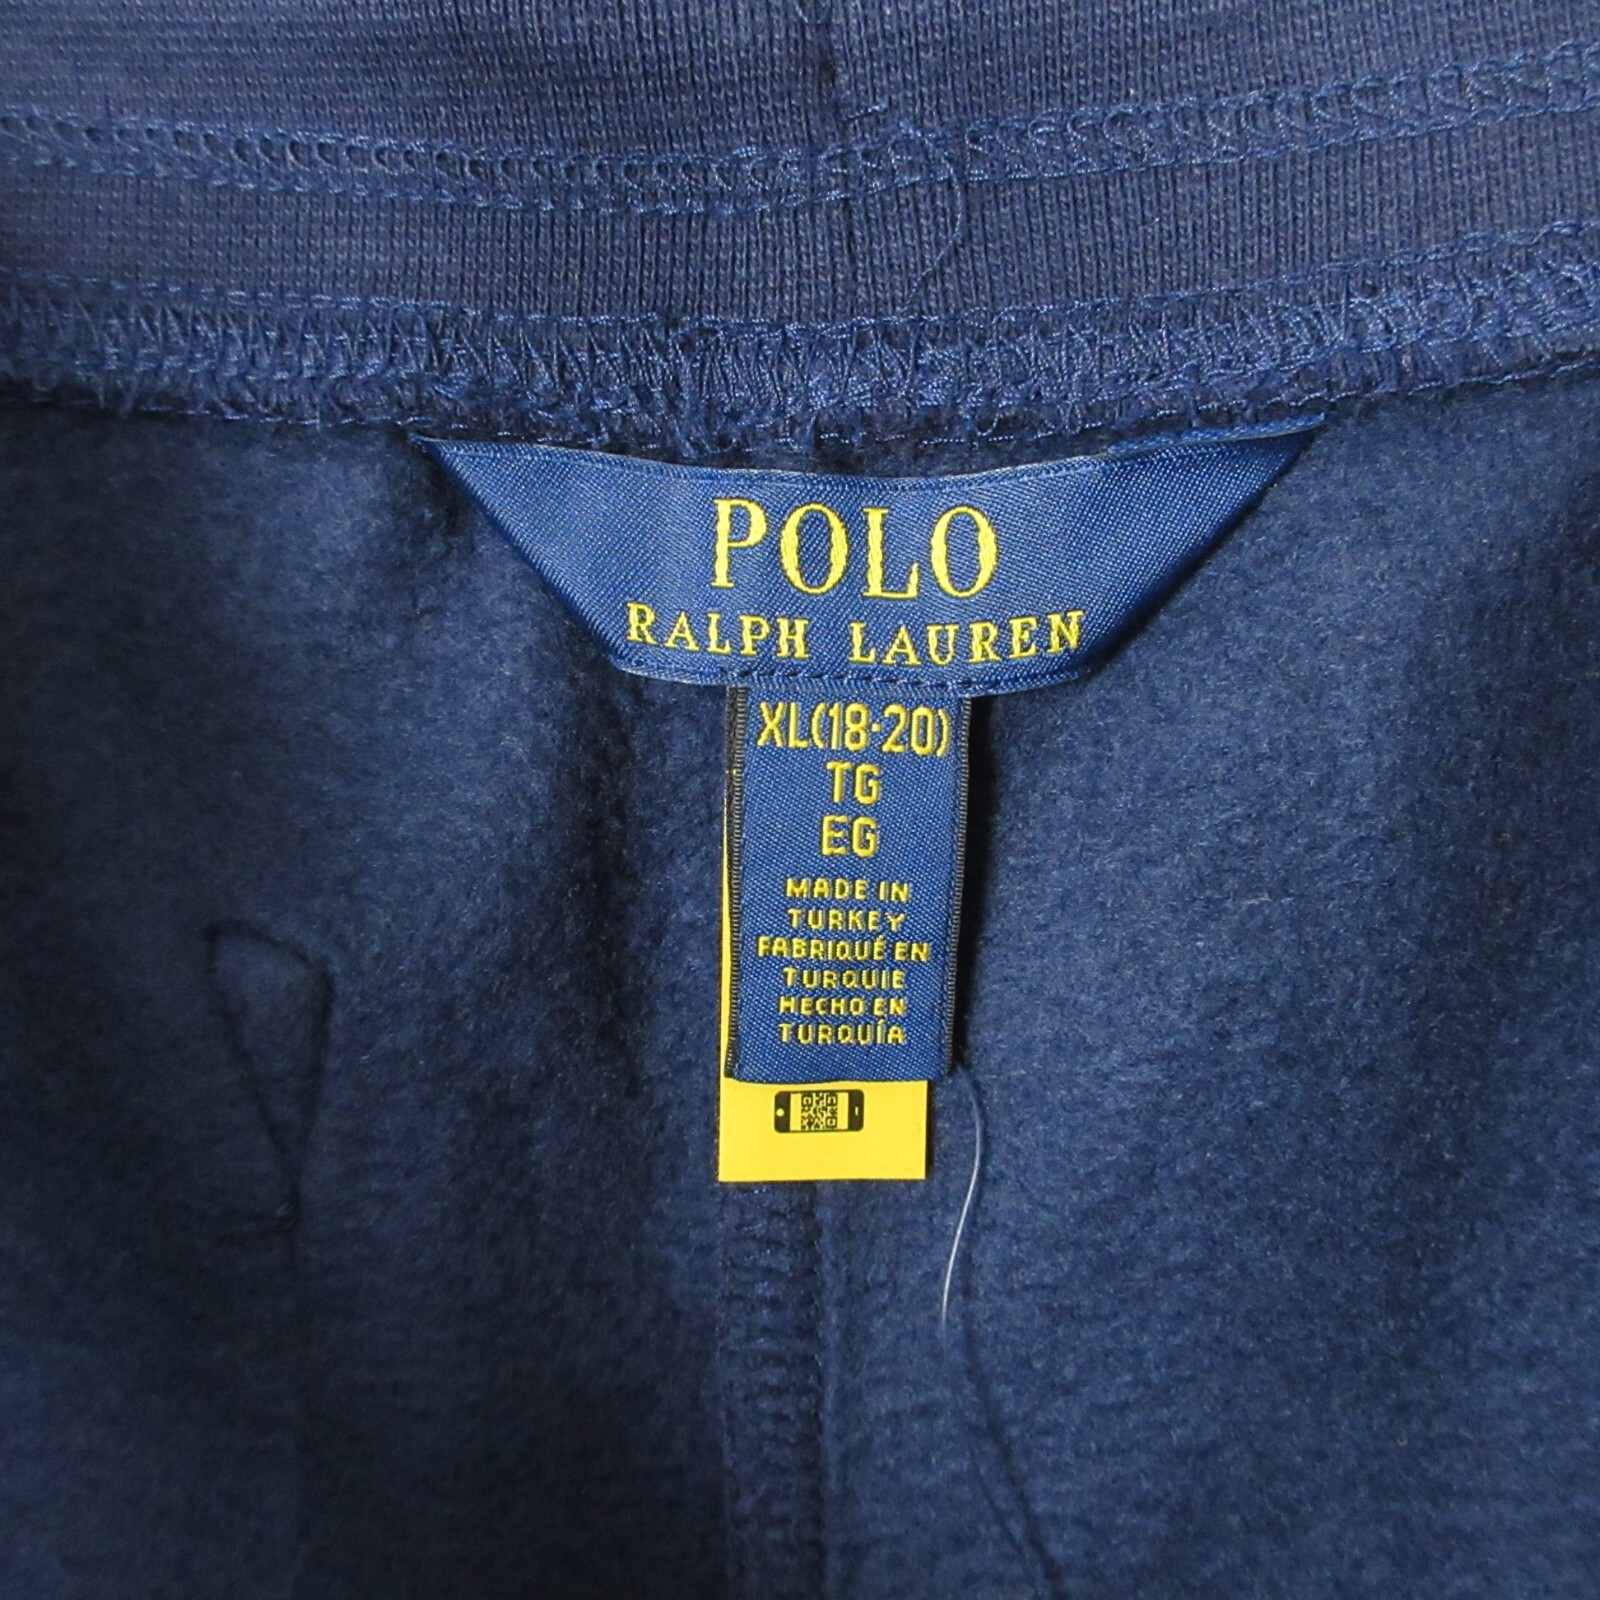 POLO
RALPH LAUREN
XL(18·20)
TG
EG
MADE IN
TURKEY
FABRIQUÉ EN
TURQUIE
HECHO EN
TURQUÍA